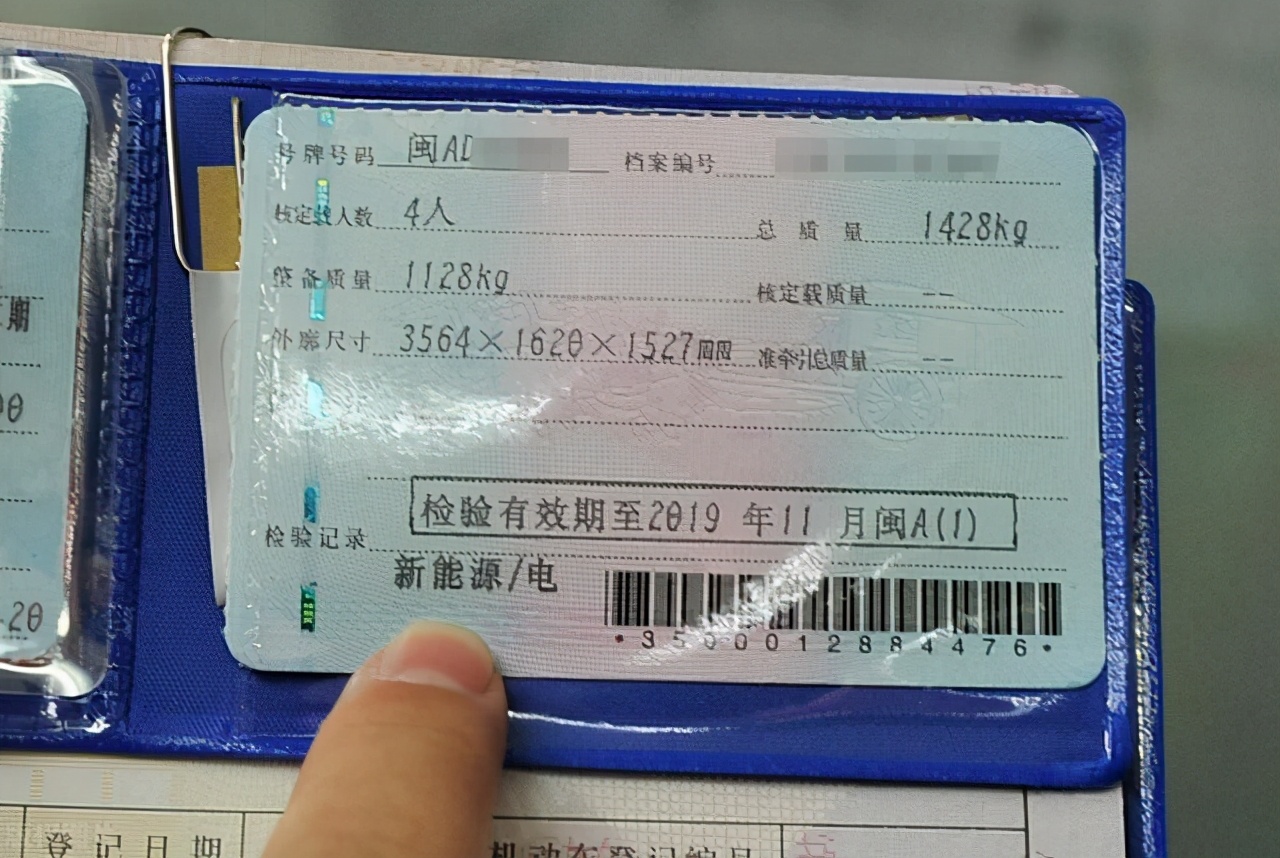 号牌号码 闽AD 档案编号
核定载人数 4人 总质量 1428kg
整备质量 1128kg 核定载质量 --
外廓尺寸 3564×1620×1527mm 准牵引总质量 --
检验有效期至2019 年11 月闽A(1)
检验记录
新能源/电
*3500012884476*
期
20
登记日期 机动车登记编号